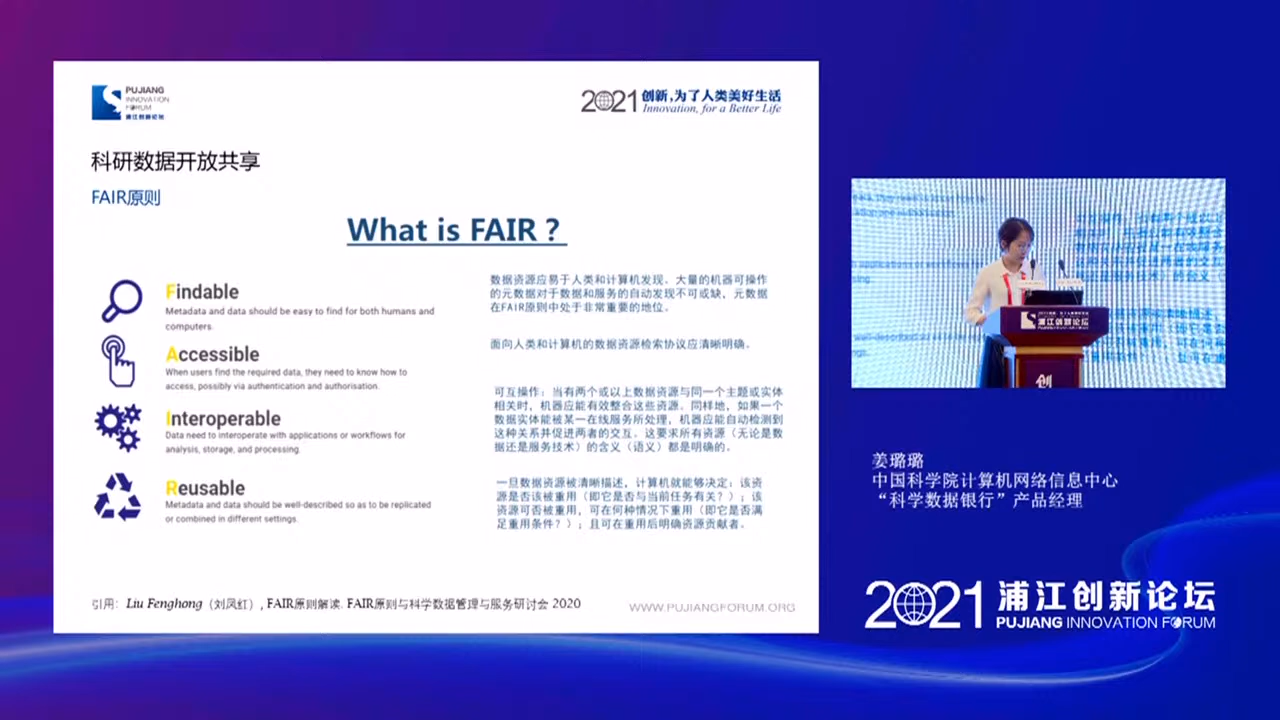 PUJIANG
INNOVATION
FORUM
浦江创新论坛
2021 创新,为了人类美好生活
Innovation, for a Better Life
科研数据开放共享
FAIR原则
What is FAIR？
Findable
Metadata and data should be easy to find for both humans and
computers.
数据资源应易于人类和计算机发现。大量的机器可操作
的元数据对于数据和服务的自动发现不可或缺，元数据
在FAIR原则中处于非常重要的地位。
Accessible
When users find the required data, they need to know how to
access, possibly via authentication and authorisation.
面向人类和计算机的数据资源检索协议应清晰明确。
Interoperable
Data need to interoperate with applications or workflows for
analysis, storage, and processing.
可互操作：当有两个或以上数据资源与同一个主题或实体
相关时，机器应能有效整合这些资源。同样地，如果一个
数据实体能被某一在线服务所处理，机器应能自动检测到
这种关系并促进两者的交互。这要求所有资源（无论是数
据还是服务技术）的含义（语义）都是明确的。
Reusable
Metadata and data should be well-described so as to be replicated
or combined in different settings.
一旦数据资源被清晰描述，计算机就能够决定：该资
源是否该被重用（即它是否与当前任务有关？）；该
资源可否被重用，可在何种情况下重用（即它是否满
足重用条件？）；且可在重用后明确资源贡献者。
引用：Liu Fenghong（刘凤红）, FAIR原则解读. FAIR原则与科学数据管理与服务研讨会 2020
WWW.PUJIANGFORUM.ORG
浦江创新论坛
创
姜璐璐
中国科学院计算机网络信息中心
“科学数据银行”产品经理
2021 浦江创新论坛
PUJIANG INNOVATION FORUM